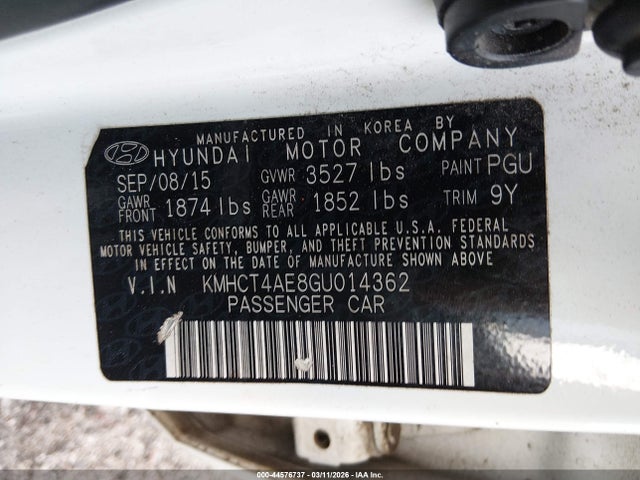 MANUFACTURED IN KOREA BY
HYUNDAI MOTOR COMPANY
SEP/08/15 GVWR 3527 lbs PAINT PGU
GAWR FRONT 1874 lbs GAWR REAR 1852 lbs TRIM 9Y
THIS VEHICLE CONFORMS TO ALL APPLICABLE U.S.A. FEDERAL
MOTOR VEHICLE SAFETY, BUMPER, AND THEFT PREVENTION STANDARDS
IN EFFECT ON THE DATE OF MANUFACTURE SHOWN ABOVE
V.I.N KMHCT4AE8GU014362
PASSENGER CAR
000-44576737 - 03/11/2026 - © IAA, Inc.